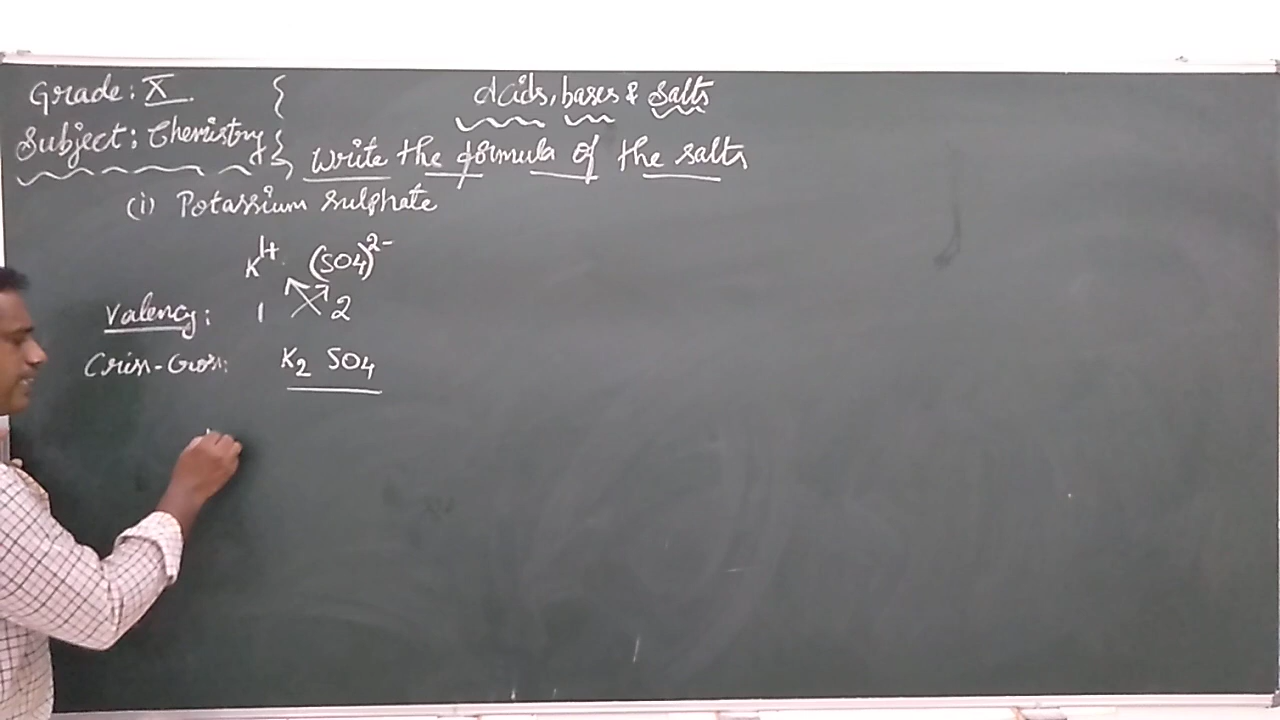 Grade: X
Acids, bases & salts
Subject: Chemistry
Write the formula of the salts
(i) Potassium sulphate
K¹⁺ (SO4)²⁻
Valency: 1 2
Criss-Cross: K₂ SO₄